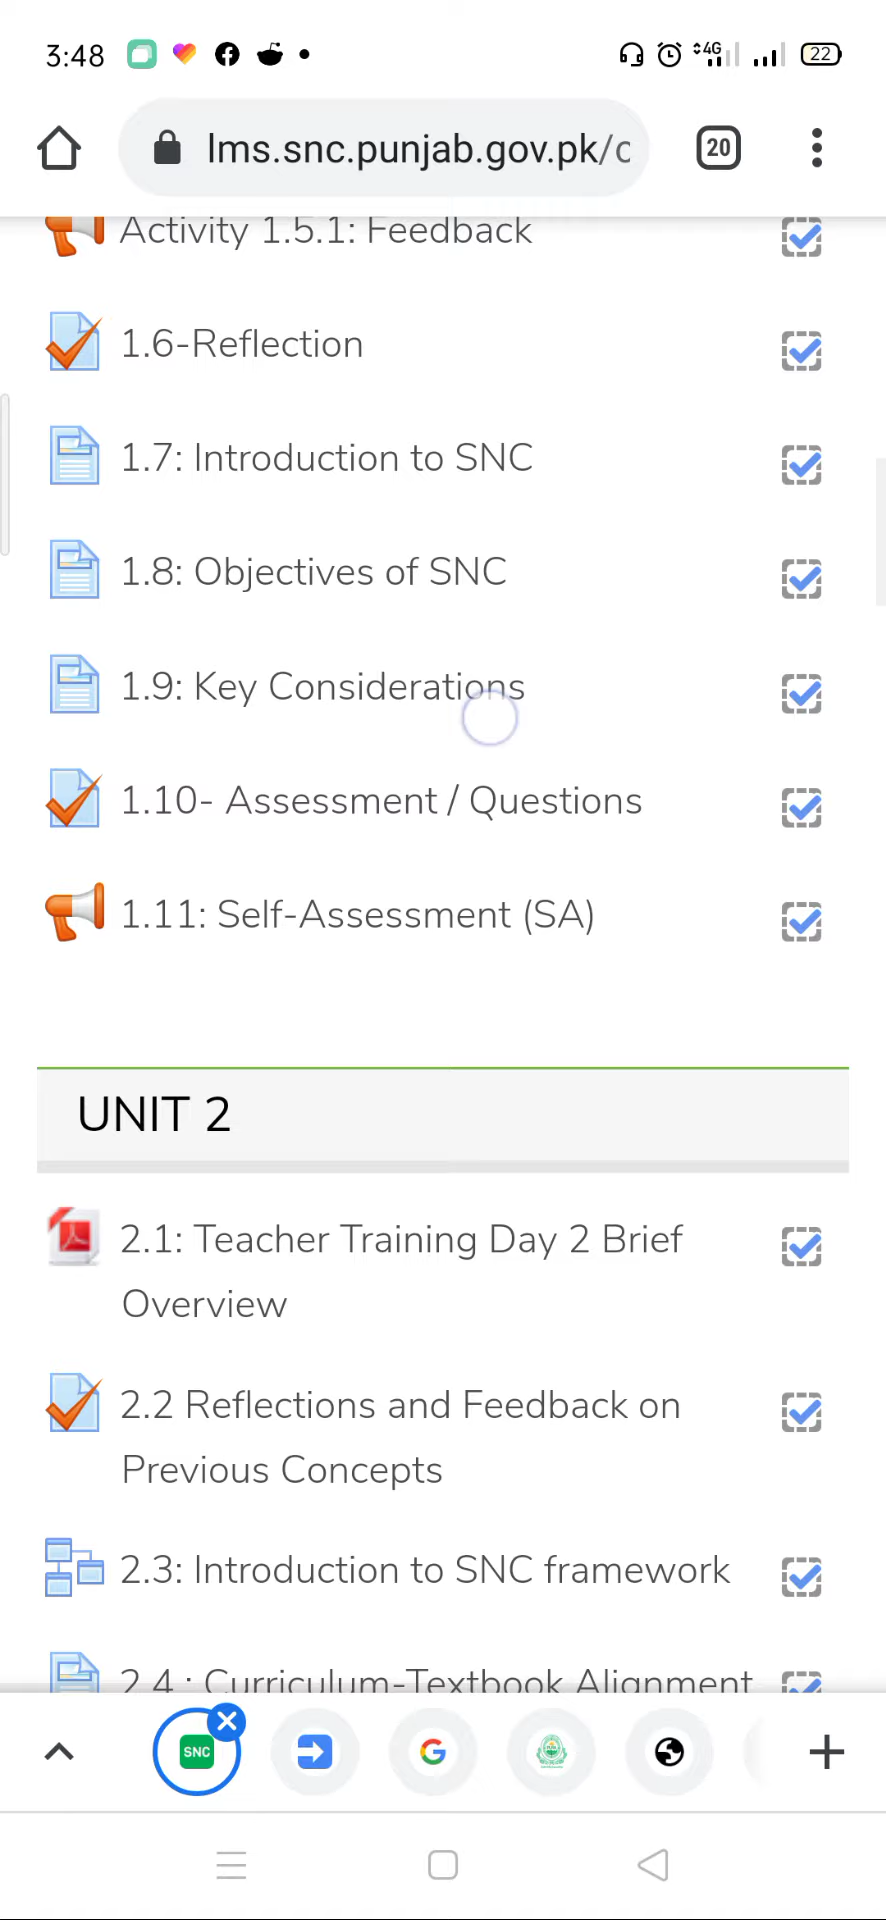 3:48
4G
22
lms.snc.punjab.gov.pk/c
20
Activity 1.5.1: Feedback
1.6-Reflection
1.7: Introduction to SNC
1.8: Objectives of SNC
1.9: Key Considerations
1.10- Assessment / Questions
1.11: Self-Assessment (SA)
UNIT 2
2.1: Teacher Training Day 2 Brief
Overview
2.2 Reflections and Feedback on
Previous Concepts
2.3: Introduction to SNC framework
2.4 : Curriculum-Textbook Alignment
SNC